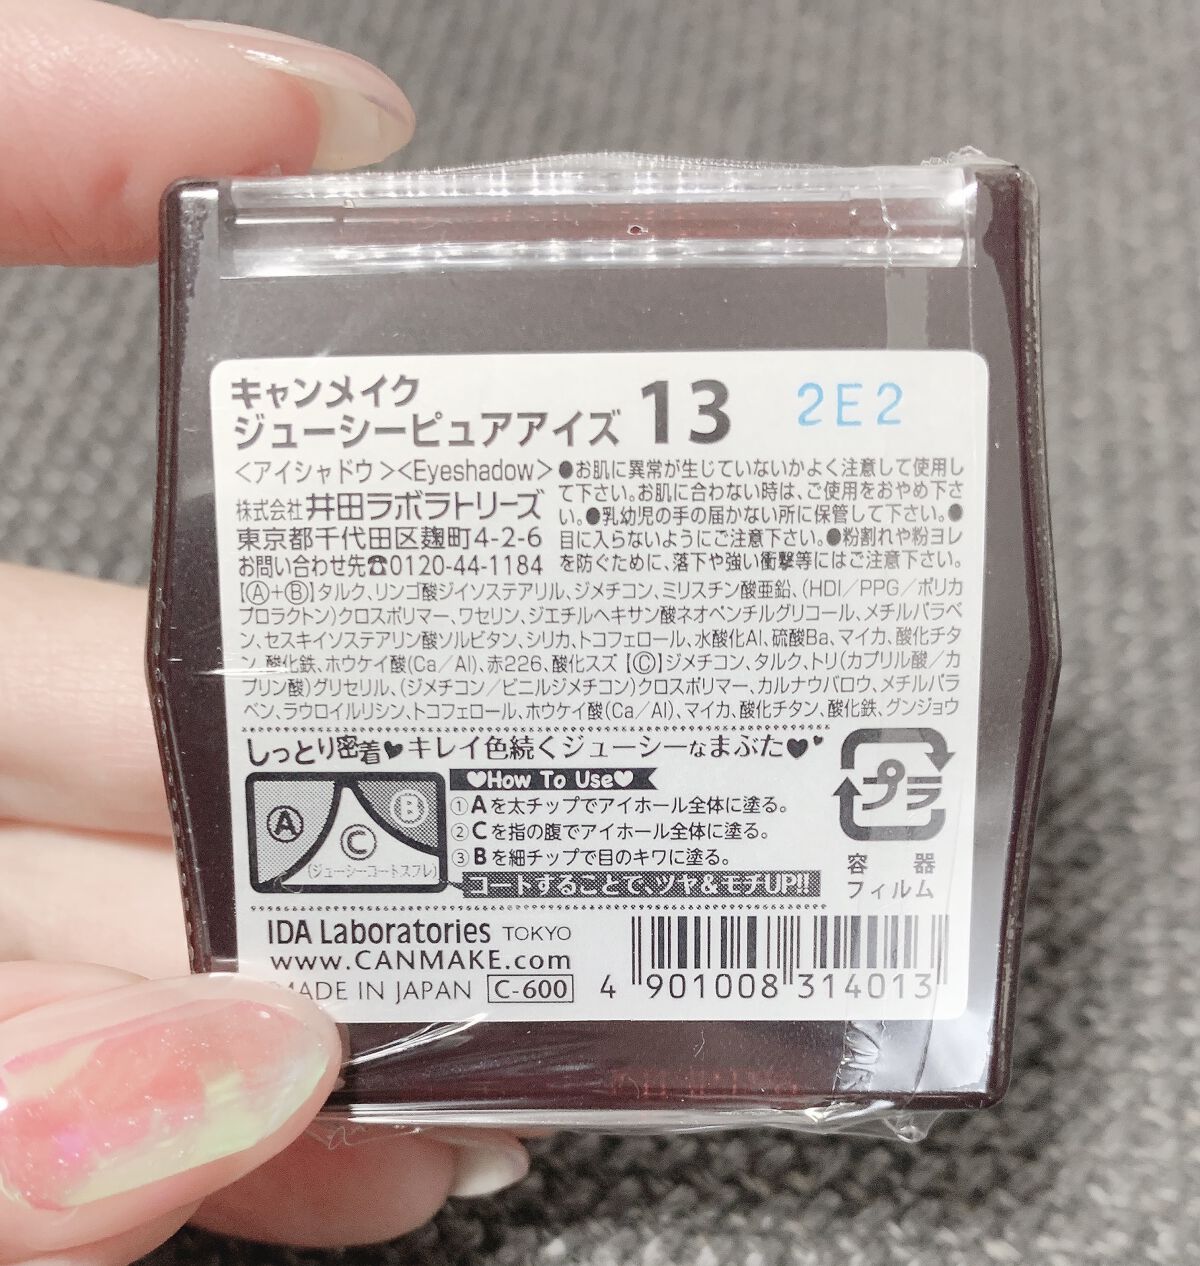 キャンメイク
ジューシーピュアアイズ 13 2E2
<アイシャドウ><Eyeshadow>
株式会社 井田ラボラトリーズ
東京都千代田区麹町4-2-6
お問い合わせ先☎0120-44-1184
●お肌に異常が生じていないかよく注意して使用し
て下さい。お肌に合わない時は、ご使用をおやめ下さ
い。●乳幼児の手の届かない所に保管して下さい。●
目に入らないようにご注意下さい。●粉割れや粉ヨレ
を防ぐために、落下や強い衝撃等にはご注意下さい。
【Ⓐ+Ⓑ】タルク、リンゴ酸ジイソステアリル、ジメチコン、ミリスチン酸亜鉛、(HDI/PPG/ポリカ
プロラクトン)クロスポリマー、ワセリン、ジエチルヘキサン酸ネオペンチルグリコール、メチルパラベ
ン、セスキイソステアリン酸ソルビタン、シリカ、トコフェロール、水酸化Al、硫酸Ba、マイカ、酸化チタ
ン、酸化鉄、ホウケイ酸(Ca/Al)、赤226、酸化スズ【Ⓒ】ジメチコン、タルク、トリ(カプリル酸/カ
プリン酸)グリセリル、(ジメチコン/ビニルジメチコン)クロスポリマー、カルナウバロウ、メチルパラ
ベン、ラウロイルリシン、トコフェロール、ホウケイ酸(Ca/Al)、マイカ、酸化チタン、酸化鉄、グンジョウ
しっとり密着♥キレイ色続くジューシーなまぶた♥♥
♥How To Use♥
Ⓐ
Ⓑ
Ⓒ
(ジューシーコートスフレ)
①Aを太チップでアイホール全体に塗る。
②Cを指の腹でアイホール全体に塗る。
③Bを細チップで目のキワに塗る。
コートすることで、ツヤ&モチUP!!
プラ
容器
フィルム
IDA Laboratories TOKYO
www.CANMAKE.com
MADE IN JAPAN C-600
4 901008 314013